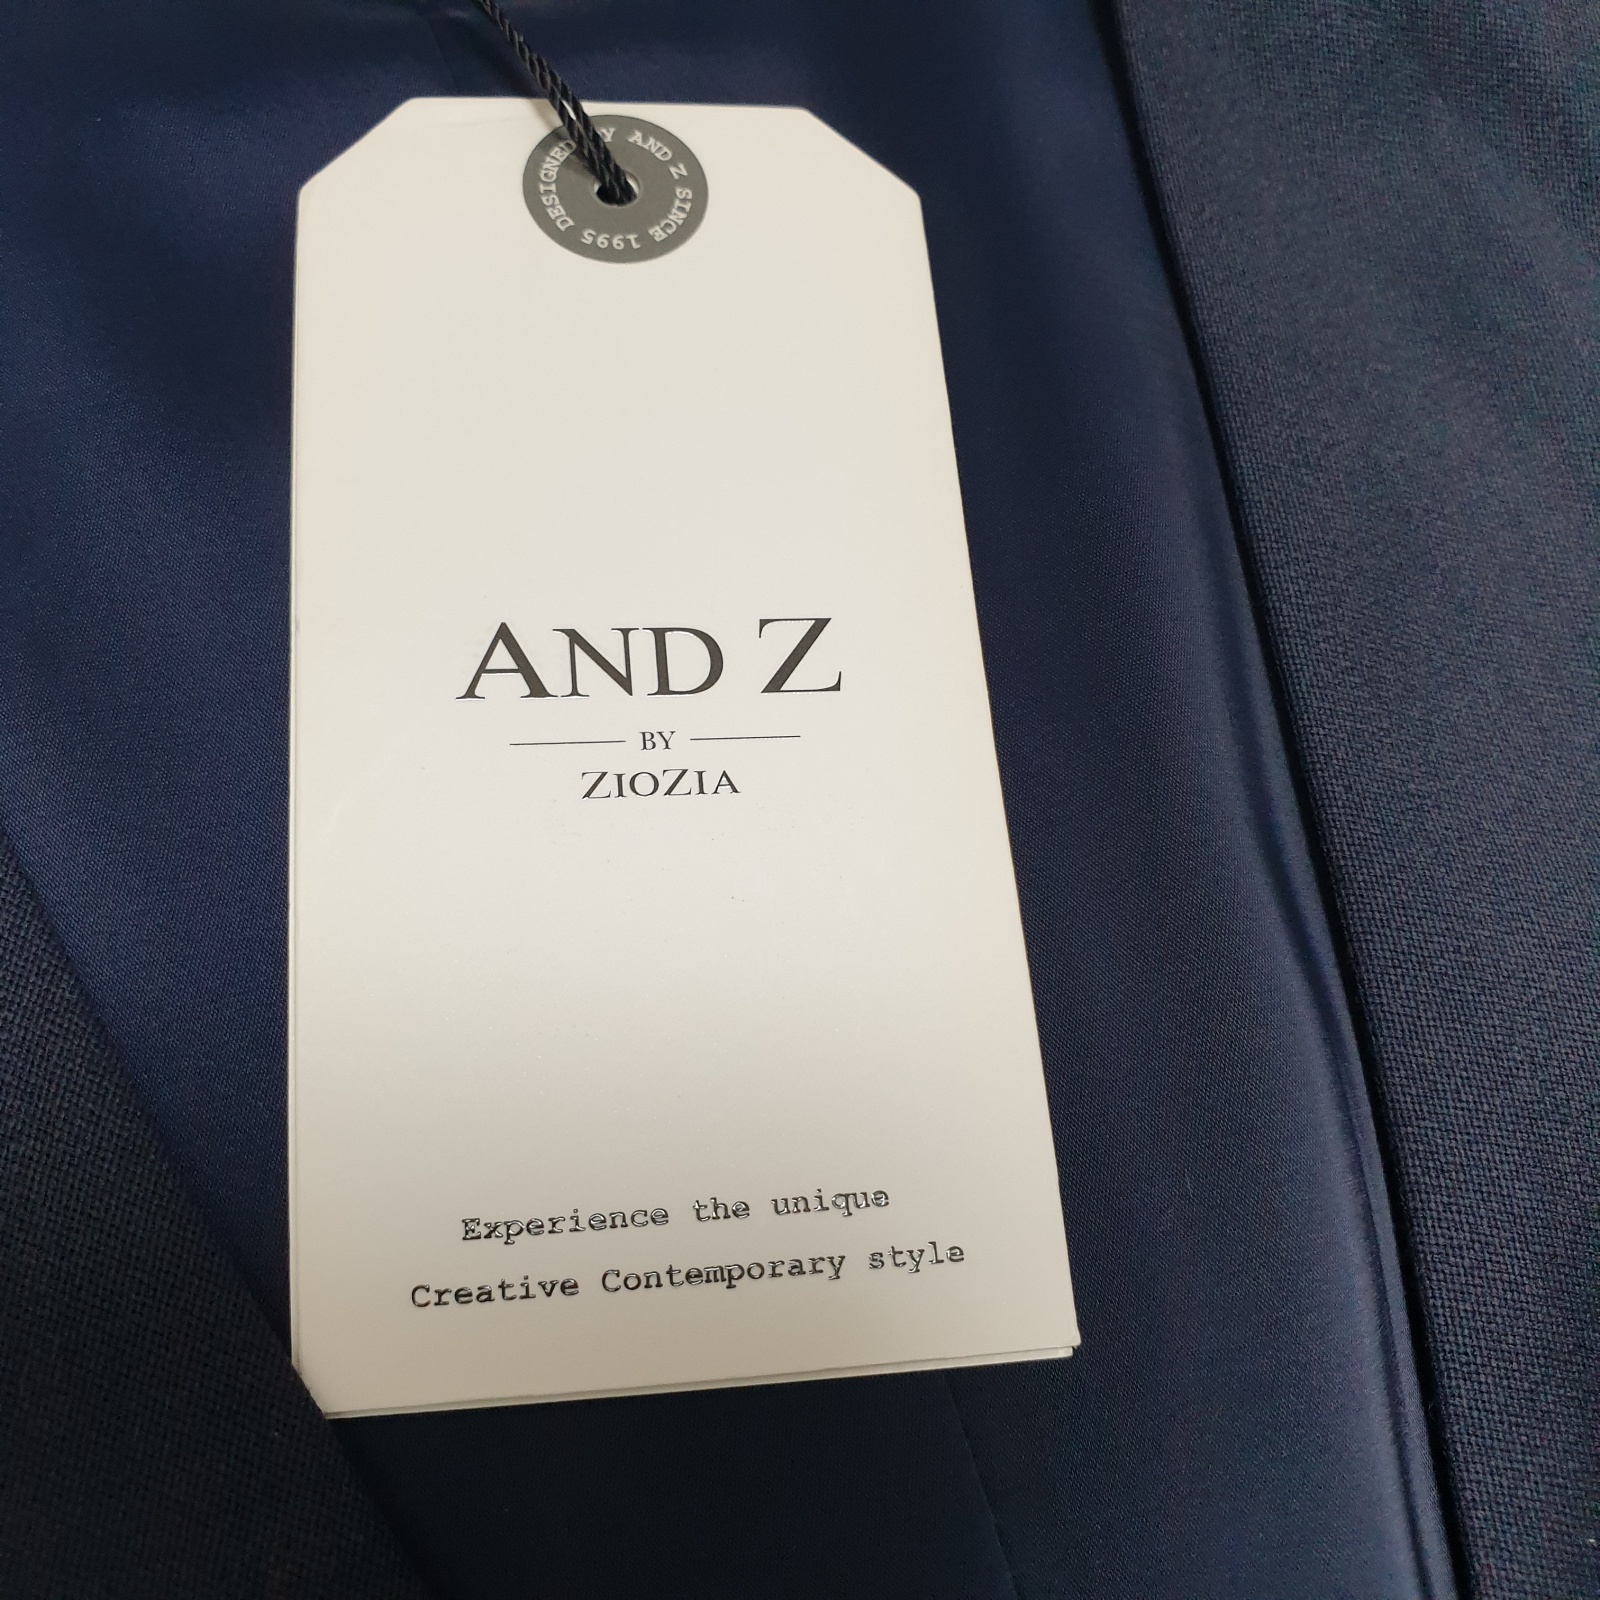 DESIGNED BY AND Z SINCE 1995
AND Z
BY
ZIOZIA
Experience the unique
Creative Contemporary style